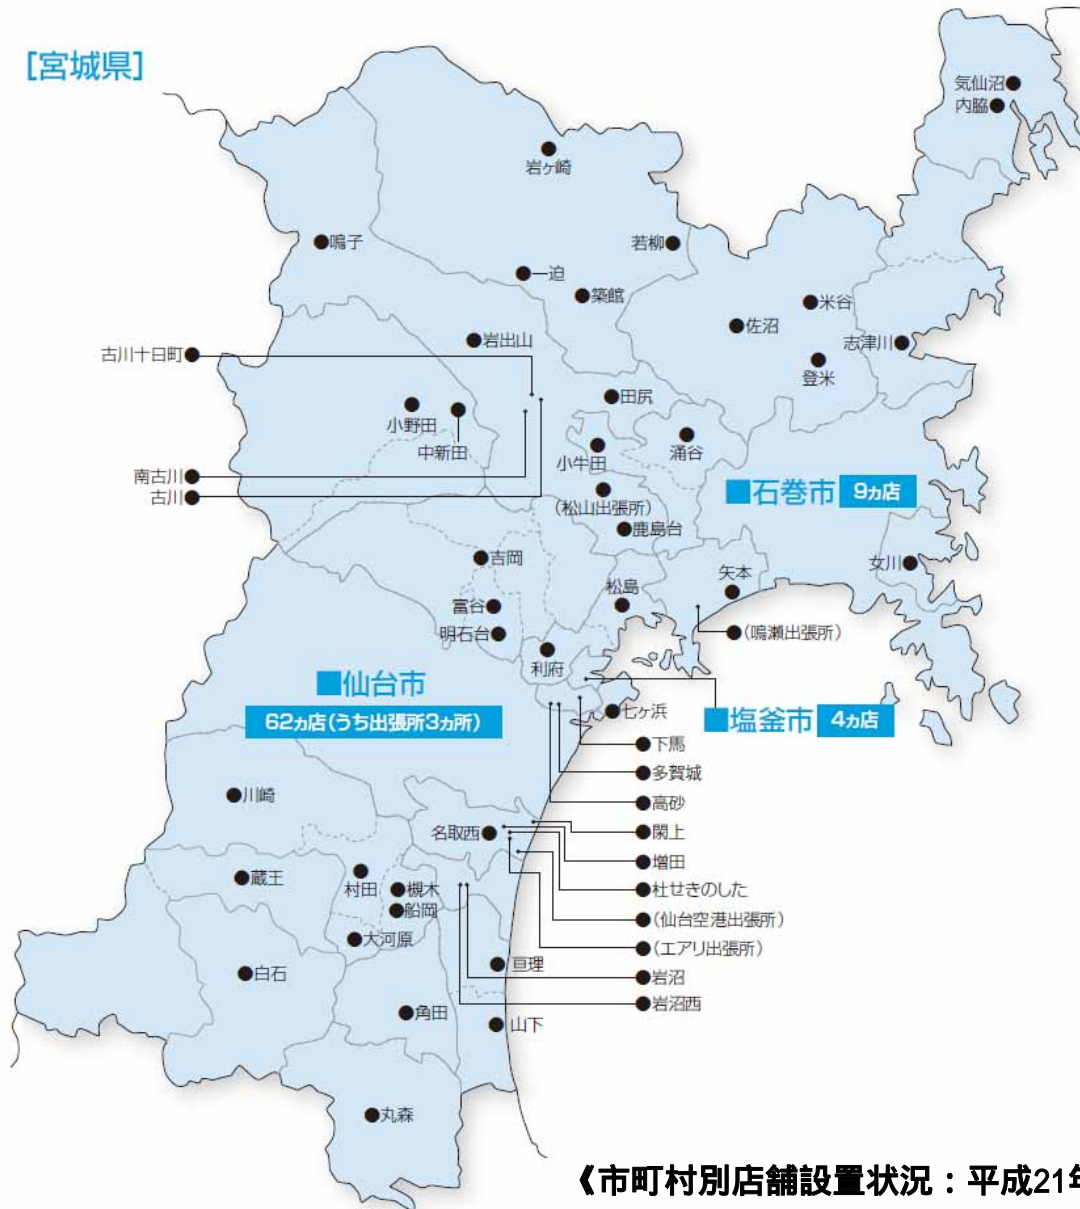 [宮城県]
気仙沼
内脇
岩ヶ崎
鳴子
若柳
一迫
築館
米谷
佐沼
志津川
登米
岩出山
古川十日町
田尻
小野田
中新田
涌谷
小牛田
南古川
古川
(松山出張所)
■石巻市 9ヵ店
鹿島台
吉岡
女川
矢本
松島
富谷
(鳴瀬出張所)
明石台
利府
■仙台市
62ヵ店(うち出張所3ヵ所)
七ヶ浜
■塩釜市 4ヵ店
下馬
多賀城
高砂
川崎
名取西
閖上
増田
蔵王
村田
槻木
杜せきのした
船岡
(仙台空港出張所)
大河原
(エアリ出張所)
亘理
白石
岩沼
岩沼西
角田
山下
丸森
《市町村別店舗設置状況：平成21年